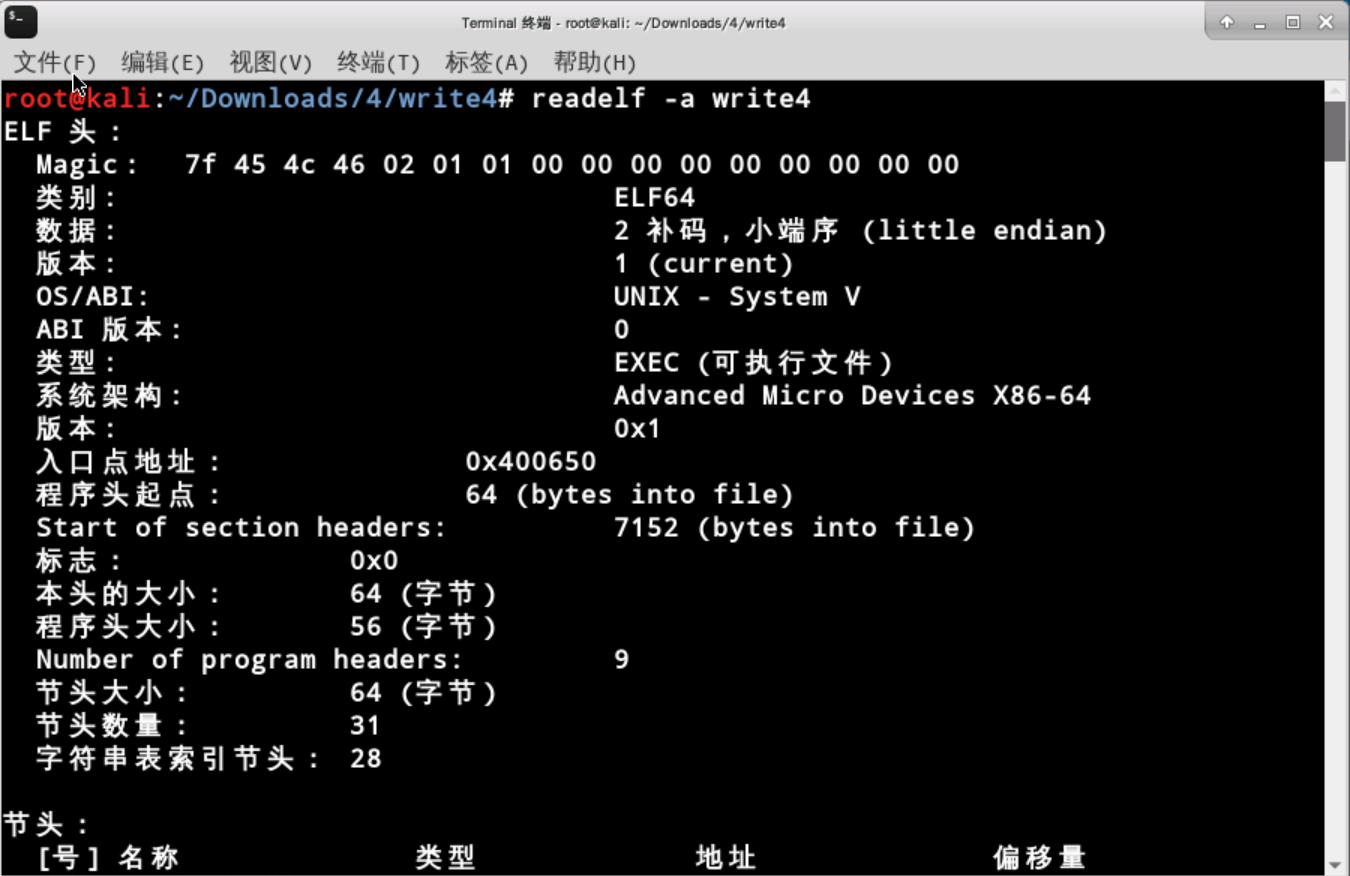 Terminal 终端 - root@kali: ~/Downloads/4/write4
文件(F) 编辑(E) 视图(V) 终端(T) 标签(A) 帮助(H)
root@kali:~/Downloads/4/write4# readelf -a write4
ELF 头：
Magic： 7f 45 4c 46 02 01 01 00 00 00 00 00 00 00 00 00
类别: ELF64
数据: 2 补码，小端序 (little endian)
版本: 1 (current)
OS/ABI: UNIX - System V
ABI 版本: 0
类型: EXEC (可执行文件)
系统架构: Advanced Micro Devices X86-64
版本: 0x1
入口点地址： 0x400650
程序头起点： 64 (bytes into file)
Start of section headers: 7152 (bytes into file)
标志： 0x0
本头的大小： 64 (字节)
程序头大小： 56 (字节)
Number of program headers: 9
节头大小： 64 (字节)
节头数量： 31
字符串表索引节头： 28
节头：
[号] 名称 类型 地址 偏移量